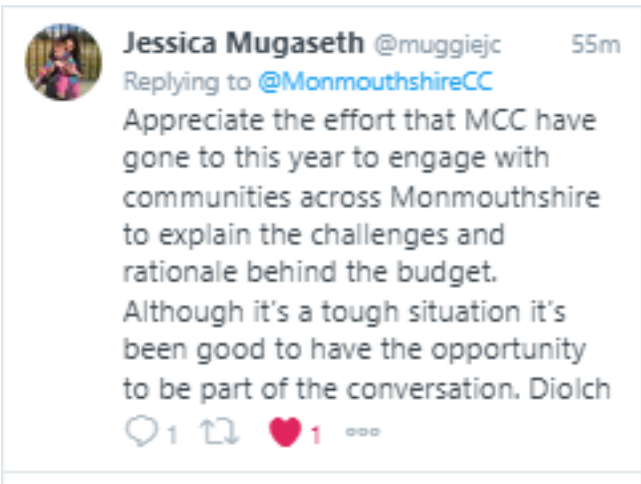 Jessica Mugaseth @muggiejc 55m
Replying to @MonmouthshireCC
Appreciate the effort that MCC have
gone to this year to engage with
communities across Monmouthshire
to explain the challenges and
rationale behind the budget.
Although it's a tough situation it's
been good to have the opportunity
to be part of the conversation. Diolch
1 1